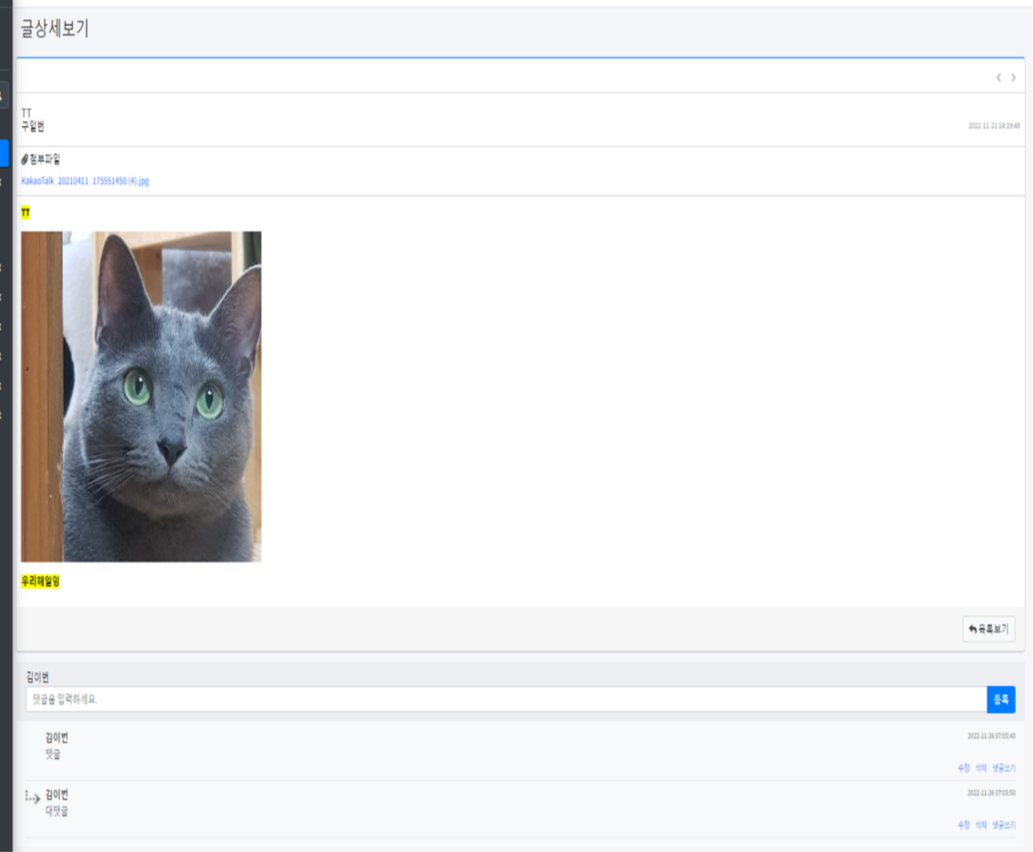 글상세보기
TT
구일번
2022-11-21 14:19:48
첨부파일
KakaoTalk_20210411_175551450 (4).jpg
TT
우리해일잉
목록보기
김이번
댓글을 입력하세요.
등록
김이번
2022-11-26 07:05:40
댓글
수정 삭제 댓글쓰기
김이번
2022-11-26 07:05:50
대댓글
수정 삭제 댓글쓰기